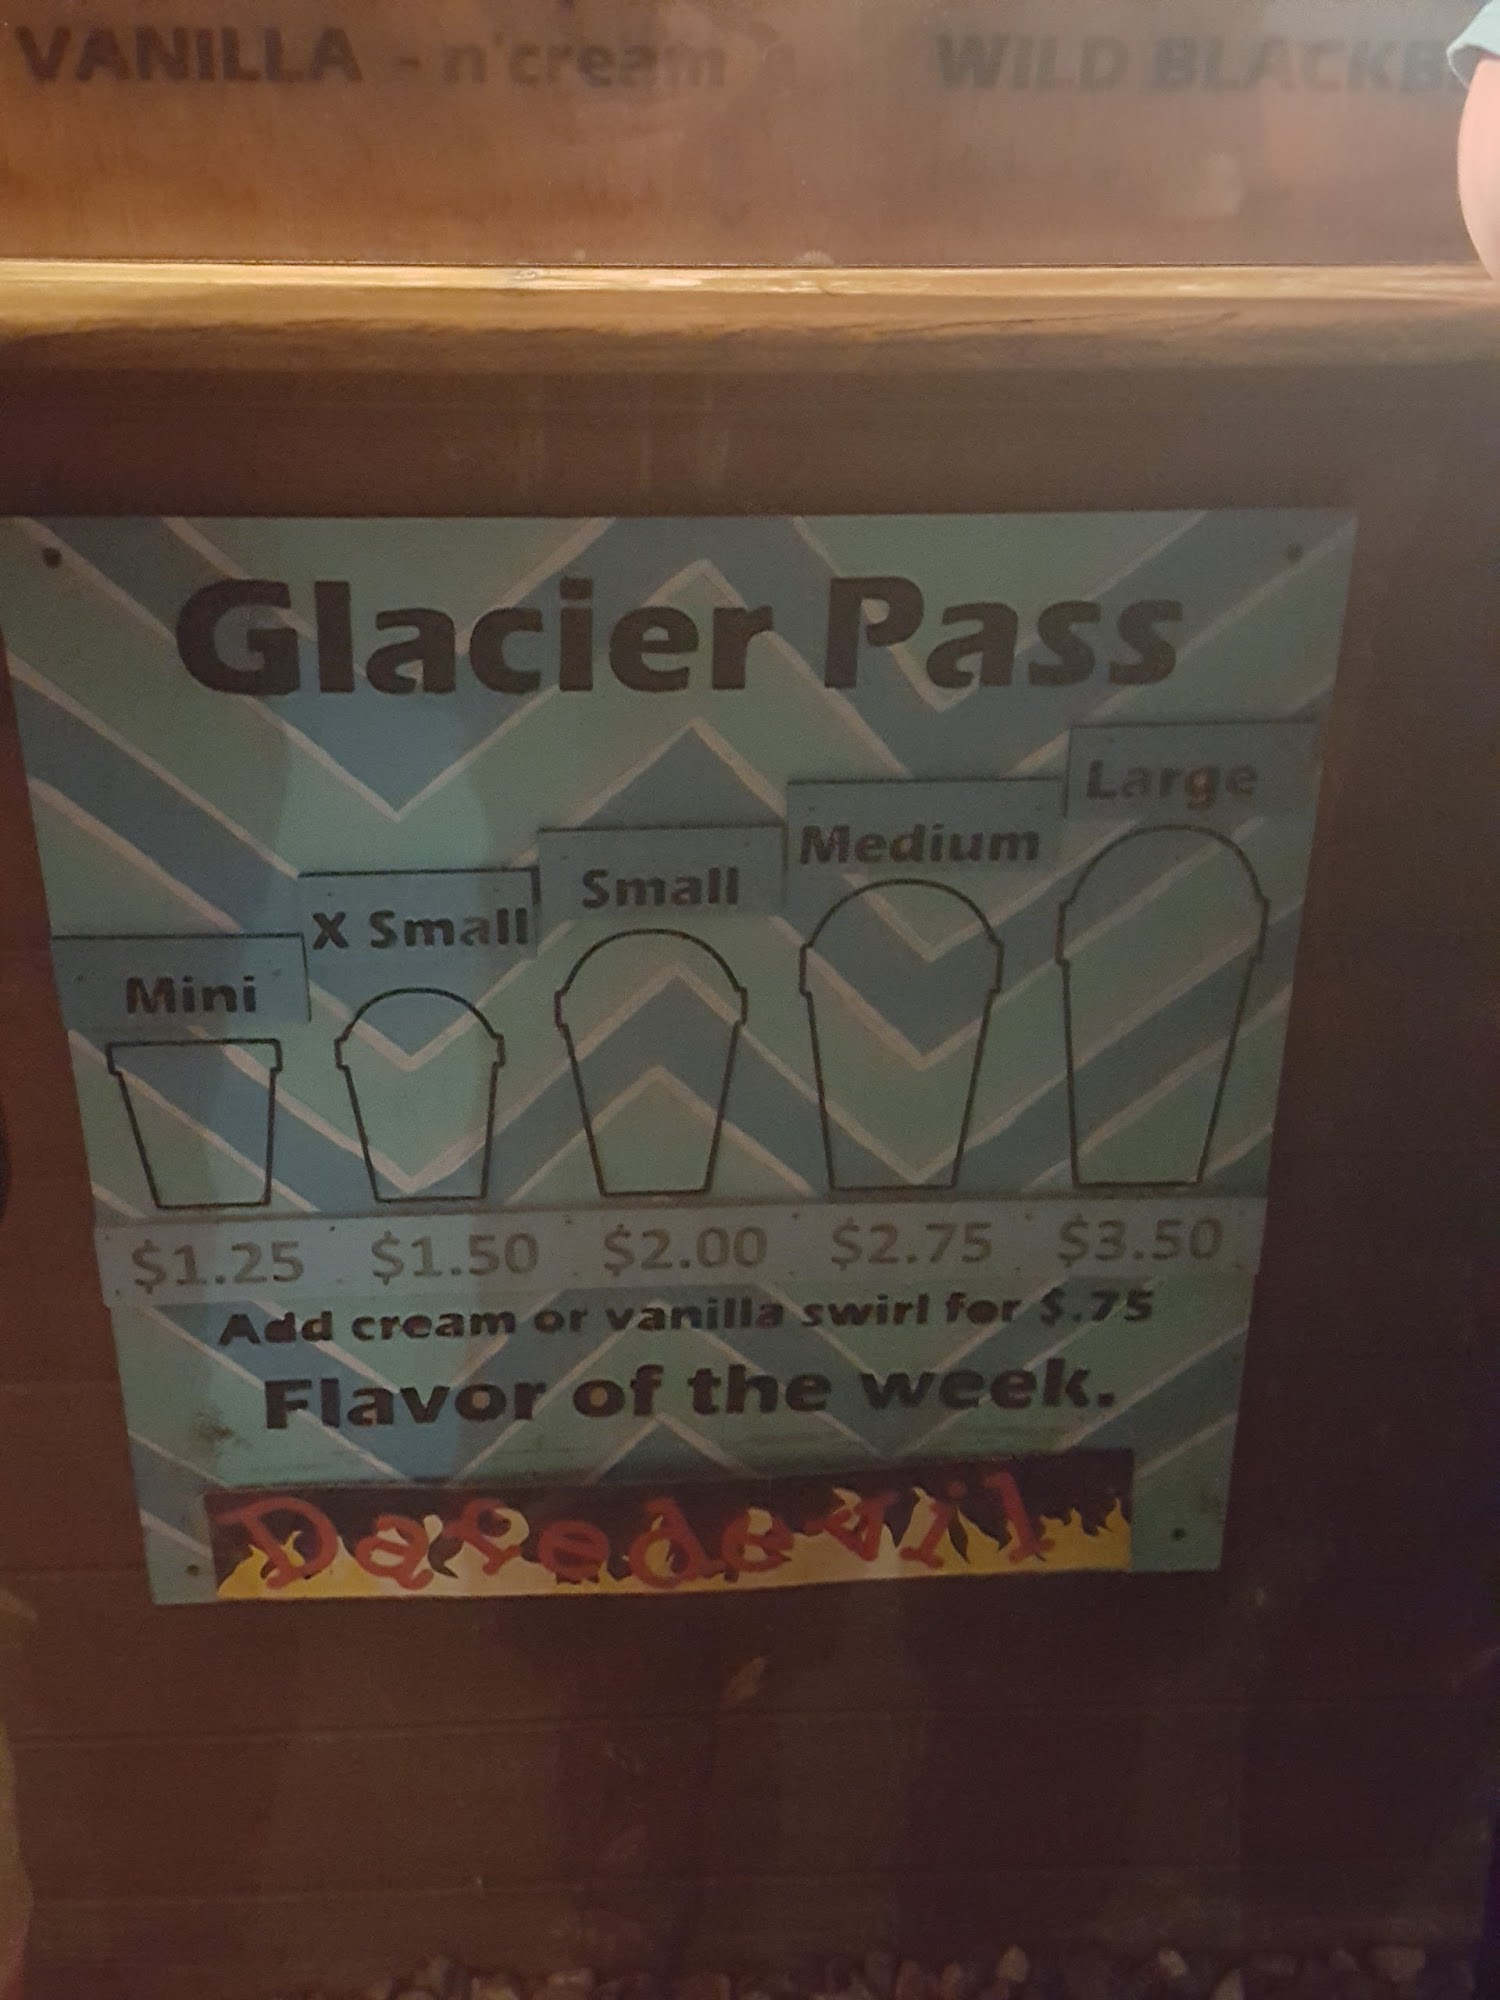 VANILLA - n'cream WILD
Glacier Pass
Mini X Small Small Medium Large
$1.25 $1.50 $2.00 $2.75 $3.50
Add cream or vanilla swirl for $.75
Flavor of the week.
Daredevil